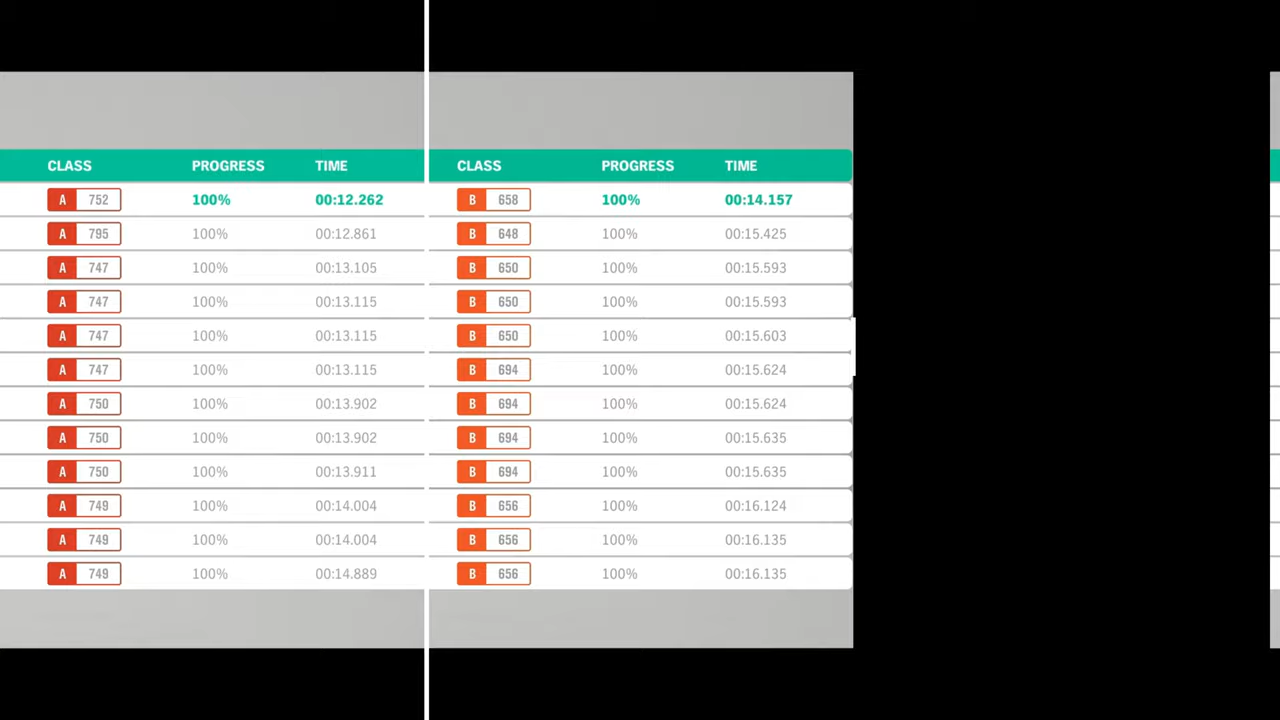 CLASS PROGRESS TIME
A 752 100% 00:12.262
A 795 100% 00:12.861
A 747 100% 00:13.105
A 747 100% 00:13.115
A 747 100% 00:13.115
A 747 100% 00:13.115
A 750 100% 00:13.902
A 750 100% 00:13.902
A 750 100% 00:13.911
A 749 100% 00:14.004
A 749 100% 00:14.004
A 749 100% 00:14.889
CLASS PROGRESS TIME
B 658 100% 00:14.157
B 648 100% 00:15.425
B 650 100% 00:15.593
B 650 100% 00:15.593
B 650 100% 00:15.603
B 694 100% 00:15.624
B 694 100% 00:15.624
B 694 100% 00:15.635
B 694 100% 00:15.635
B 656 100% 00:16.124
B 656 100% 00:16.135
B 656 100% 00:16.135